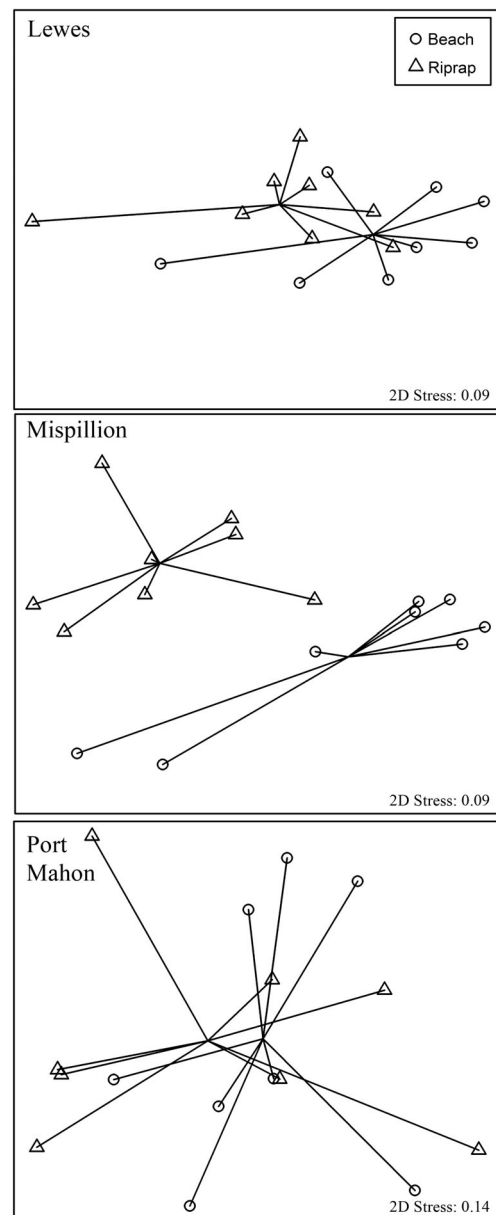 Lewes
Beach
Riprap
2D Stress: 0.09
Mispillion
2D Stress: 0.09
Port
Mahon
2D Stress: 0.14